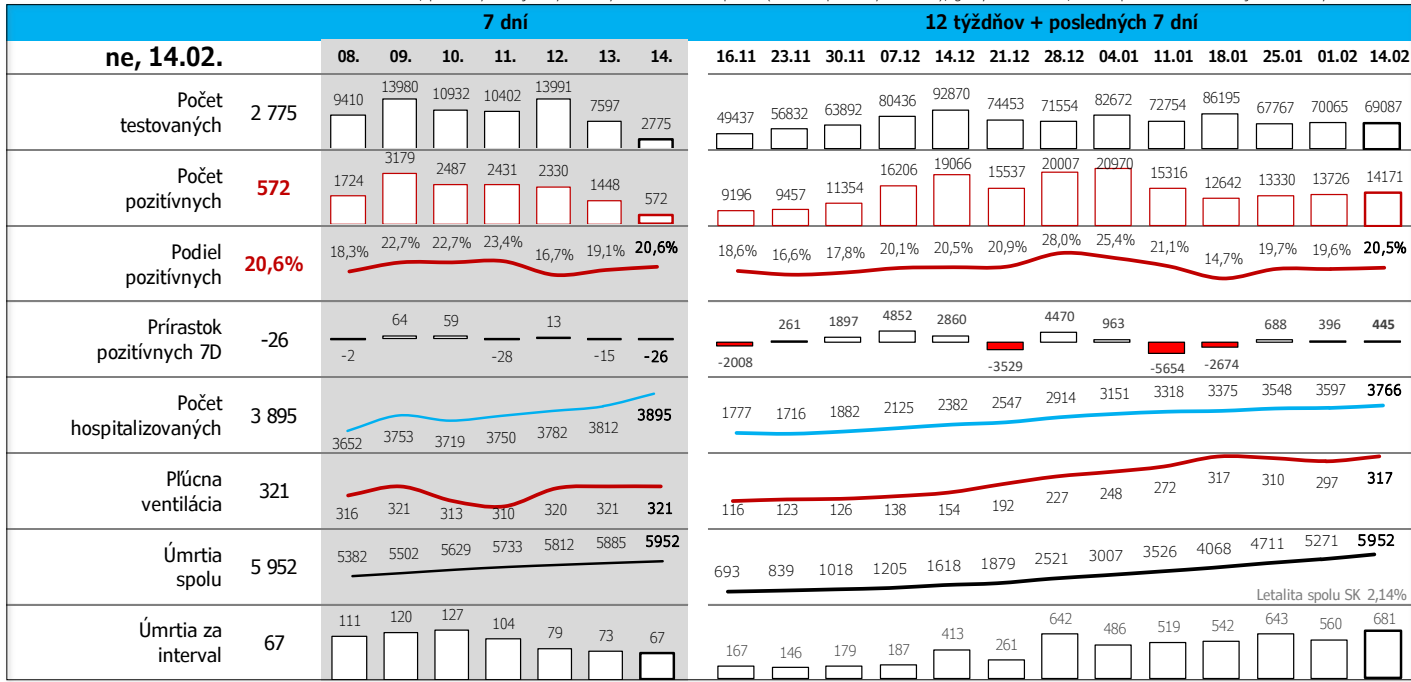 7 dní 12 týždňov + posledných 7 dní
ne, 14.02. 08. 09. 10. 11. 12. 13. 14. 16.11 23.11 30.11 07.12 14.12 21.12 28.12 04.01 11.01 18.01 25.01 01.02 14.02
Počet testovaných 2 775 9410 13980 10932 10402 13991 7597 2775 49437 56832 63892 80436 92870 74453 71554 82672 72754 86195 67767 70065 69087
Počet pozitívnych 572 1724 3179 2487 2431 2330 1448 572 9196 9457 11354 16206 19066 15537 20007 20970 15316 12642 13330 13726 14171
Podiel pozitívnych 20,6% 18,3% 22,7% 22,7% 23,4% 16,7% 19,1% 20,6% 18,6% 16,6% 17,8% 20,1% 20,5% 20,9% 28,0% 25,4% 21,1% 14,7% 19,7% 19,6% 20,5%
Prírastok pozitívnych 7D -26 -2 64 59 -28 13 -15 -26 -2008 261 1897 4852 2860 -3529 4470 963 -5654 -2674 688 396 445
Počet hospitalizovaných 3 895 3652 3753 3719 3750 3782 3812 3895 1777 1716 1882 2125 2382 2547 2914 3151 3318 3375 3548 3597 3766
Pľúcna ventilácia 321 316 321 313 310 320 321 321 116 123 126 138 154 192 227 248 272 317 310 297 317
Úmrtia spolu 5 952 5382 5502 5629 5733 5812 5885 5952 693 839 1018 1205 1618 1879 2521 3007 3526 4068 4711 5271 5952
Letalita spolu SK 2,14%
Úmrtia za interval 67 111 120 127 104 79 73 67 167 146 179 187 413 261 642 486 519 542 643 560 681